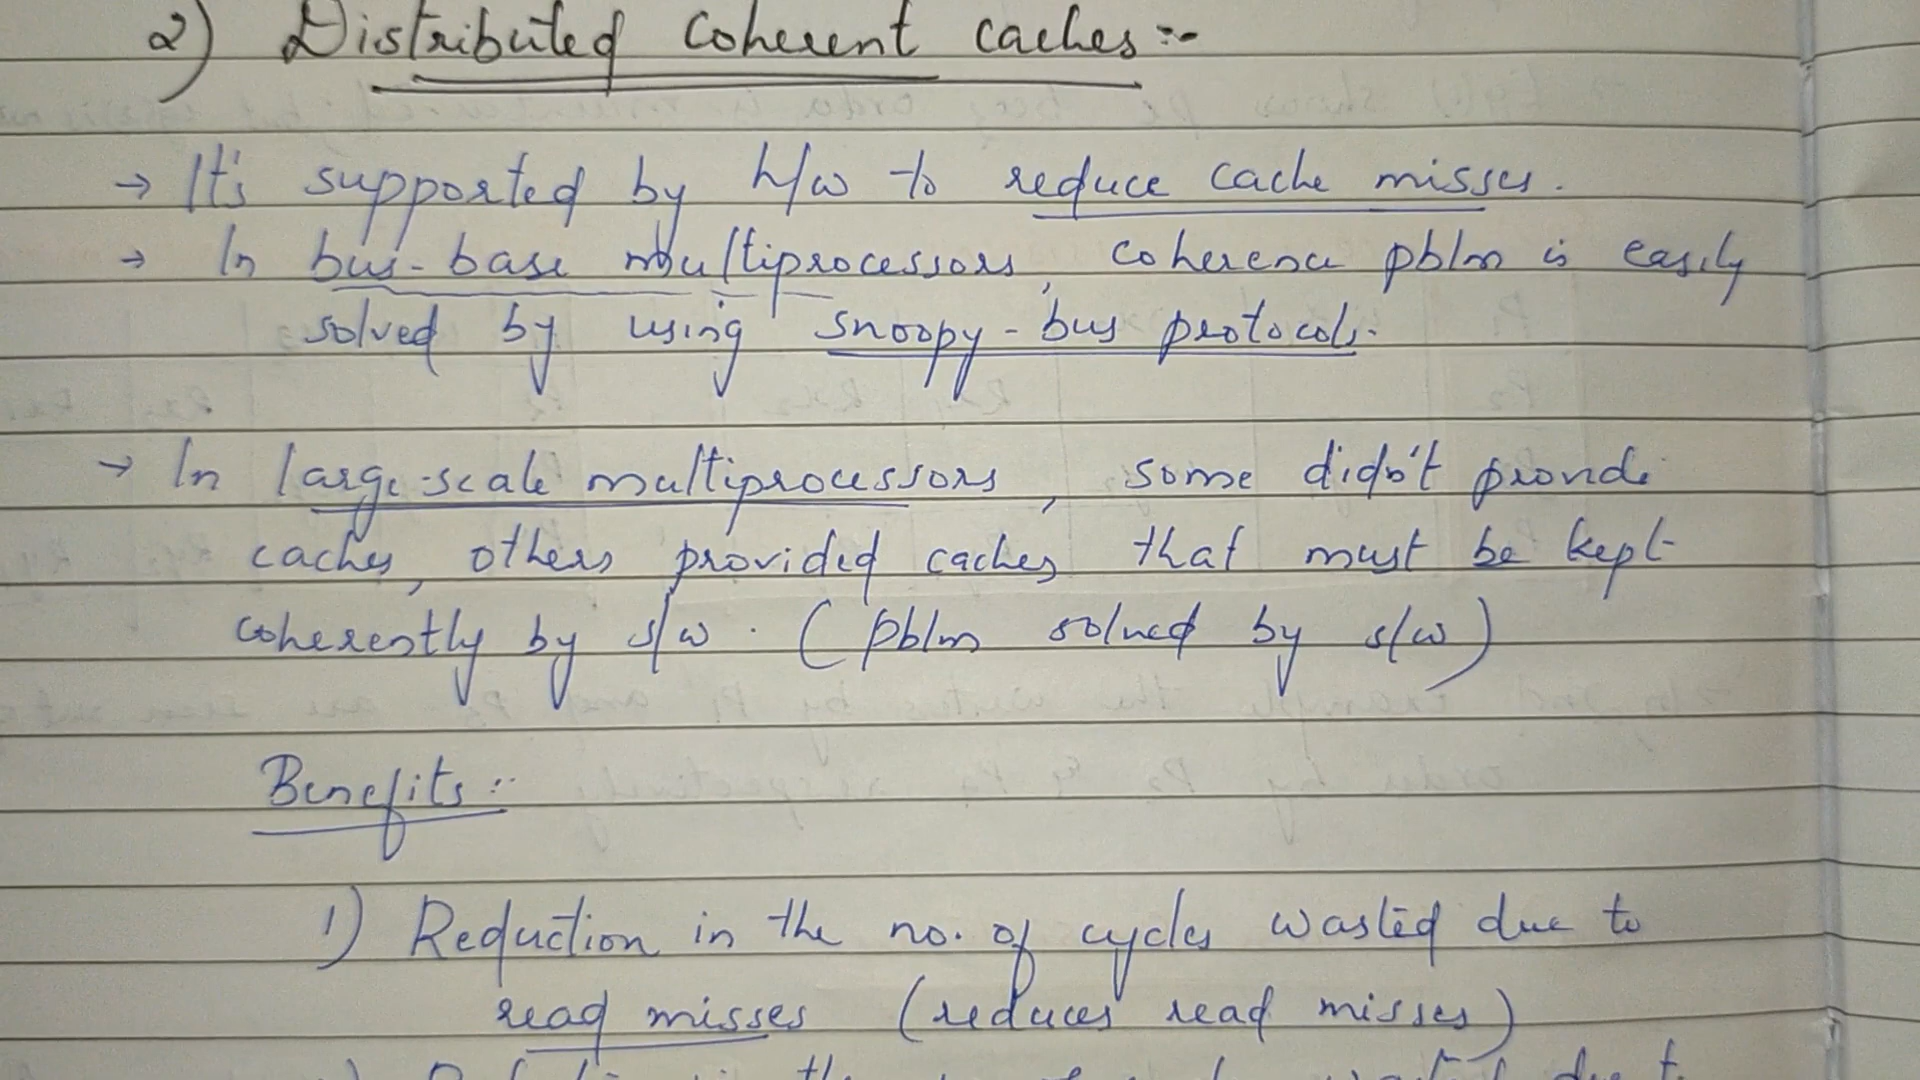 2) Distributed Coherent Caches :-
→ It's supported by h/w to reduce cache misses.
→ In bus-base multiprocessors, coherence pblm is easily
solved by using snoopy-bus protocols.
→ In large-scale multiprocessors, some didn't provide
caches, others provided caches that must be kept
coherently by s/w. (pblm solved by s/w)
Benefits :-
1) Reduction in the no. of cycles wasted due to
read misses (reduces read misses)